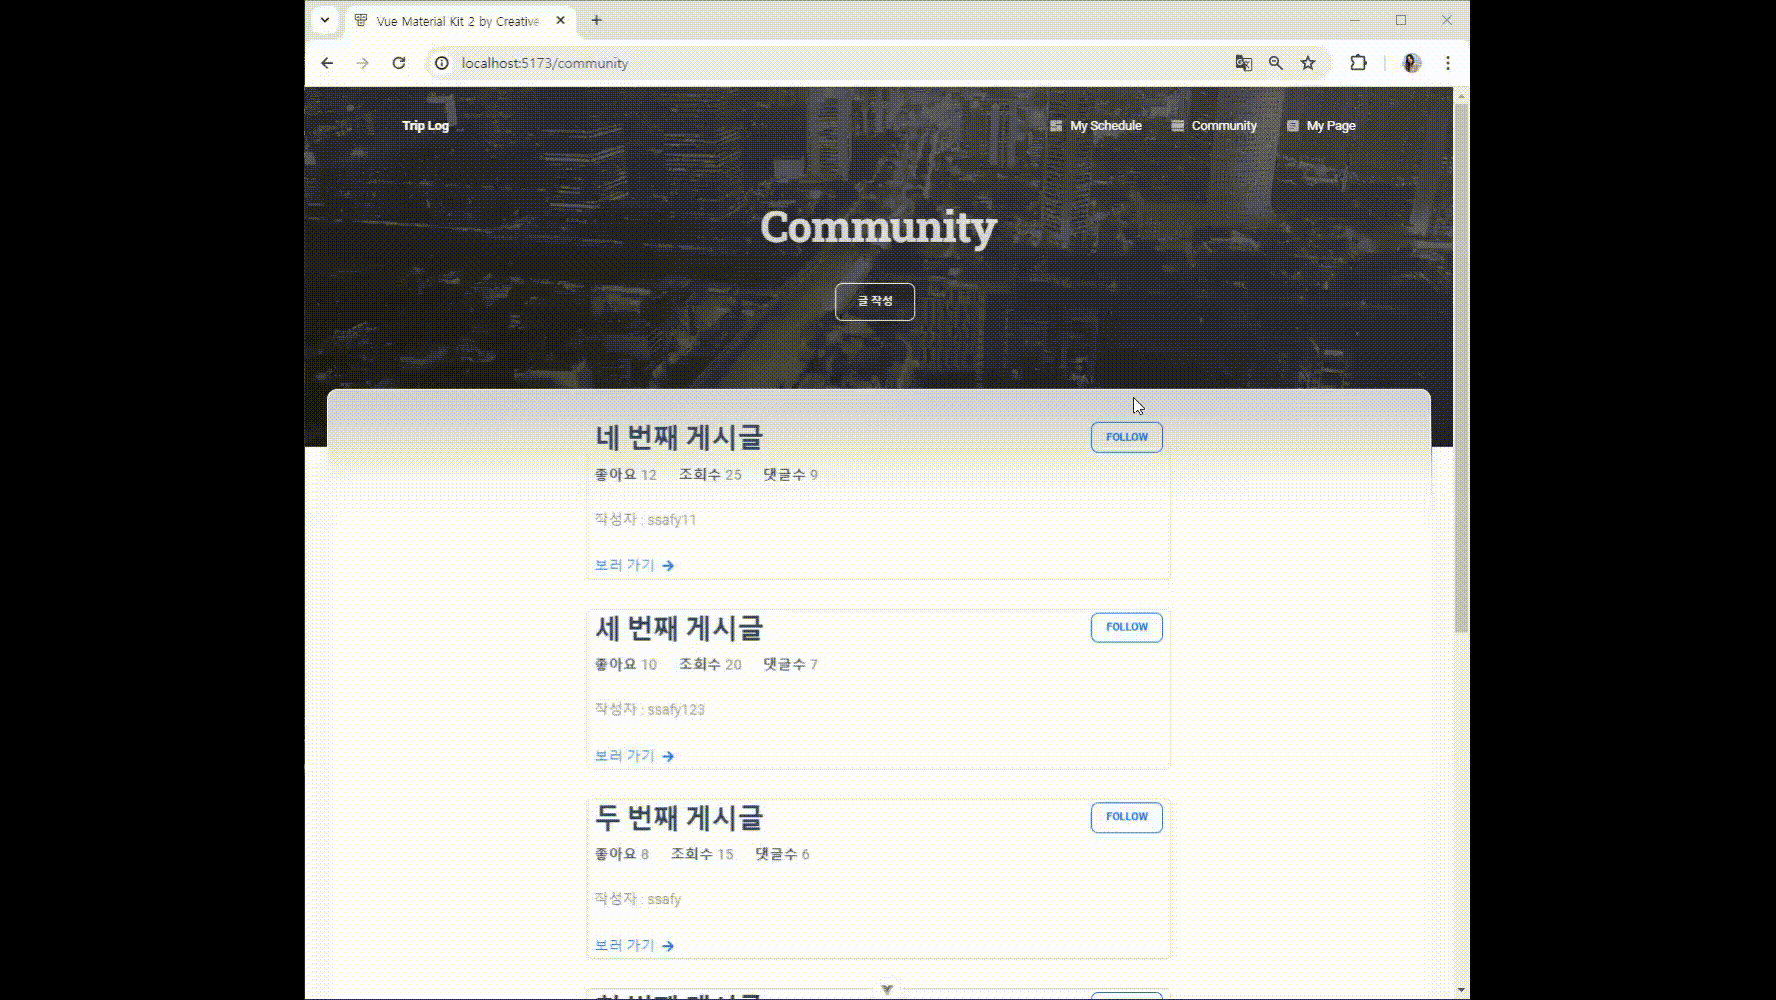 Vue Material Kit 2 by Creative
localhost:5173/community
Trip Log
My Schedule
Community
My Page
Community
글 작성
네 번째 게시글
FOLLOW
좋아요 12 조회수 25 댓글수 9
작성자 : ssafy11
보러 가기
세 번째 게시글
FOLLOW
좋아요 10 조회수 20 댓글수 7
작성자 : ssafy123
보러 가기
두 번째 게시글
FOLLOW
좋아요 8 조회수 15 댓글수 6
작성자 : ssafy
보러 가기